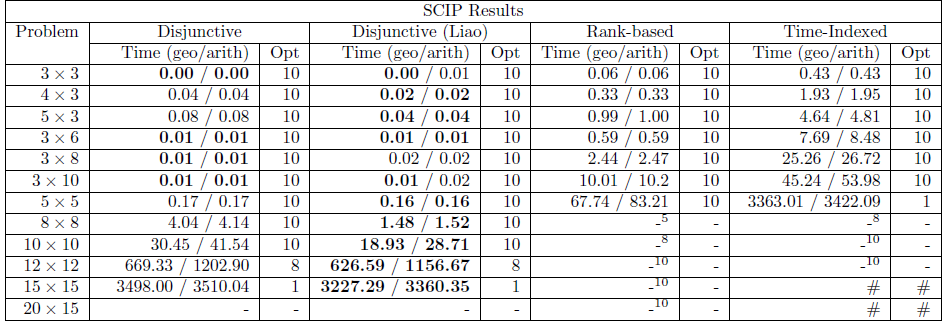 SCIP Results
Problem Disjunctive Disjunctive (Liao) Rank-based Time-Indexed
Time (geo/arith) Opt Time (geo/arith) Opt Time (geo/arith) Opt Time (geo/arith) Opt
3 × 3 0.00 / 0.00 10 0.00 / 0.01 10 0.06 / 0.06 10 0.43 / 0.43 10
4 × 3 0.04 / 0.04 10 0.02 / 0.02 10 0.33 / 0.33 10 1.93 / 1.95 10
5 × 3 0.08 / 0.08 10 0.04 / 0.04 10 0.99 / 1.00 10 4.64 / 4.81 10
3 × 6 0.01 / 0.01 10 0.01 / 0.01 10 0.59 / 0.59 10 7.69 / 8.48 10
3 × 8 0.01 / 0.01 10 0.02 / 0.02 10 2.44 / 2.47 10 25.26 / 26.72 10
3 × 10 0.01 / 0.01 10 0.01 / 0.02 10 10.01 / 10.2 10 45.24 / 53.98 10
5 × 5 0.17 / 0.17 10 0.16 / 0.16 10 67.74 / 83.21 10 3363.01 / 3422.09 1
8 × 8 4.04 / 4.14 10 1.48 / 1.52 10 -⁵ - -⁸ -
10 × 10 30.45 / 41.54 10 18.93 / 28.71 10 -⁸ - -¹⁰ -
12 × 12 669.33 / 1202.90 8 626.59 / 1156.67 8 -¹⁰ - -¹⁰ -
15 × 15 3498.00 / 3510.04 1 3227.29 / 3360.35 1 -¹⁰ - # #
20 × 15 - - - - -¹⁰ - # #